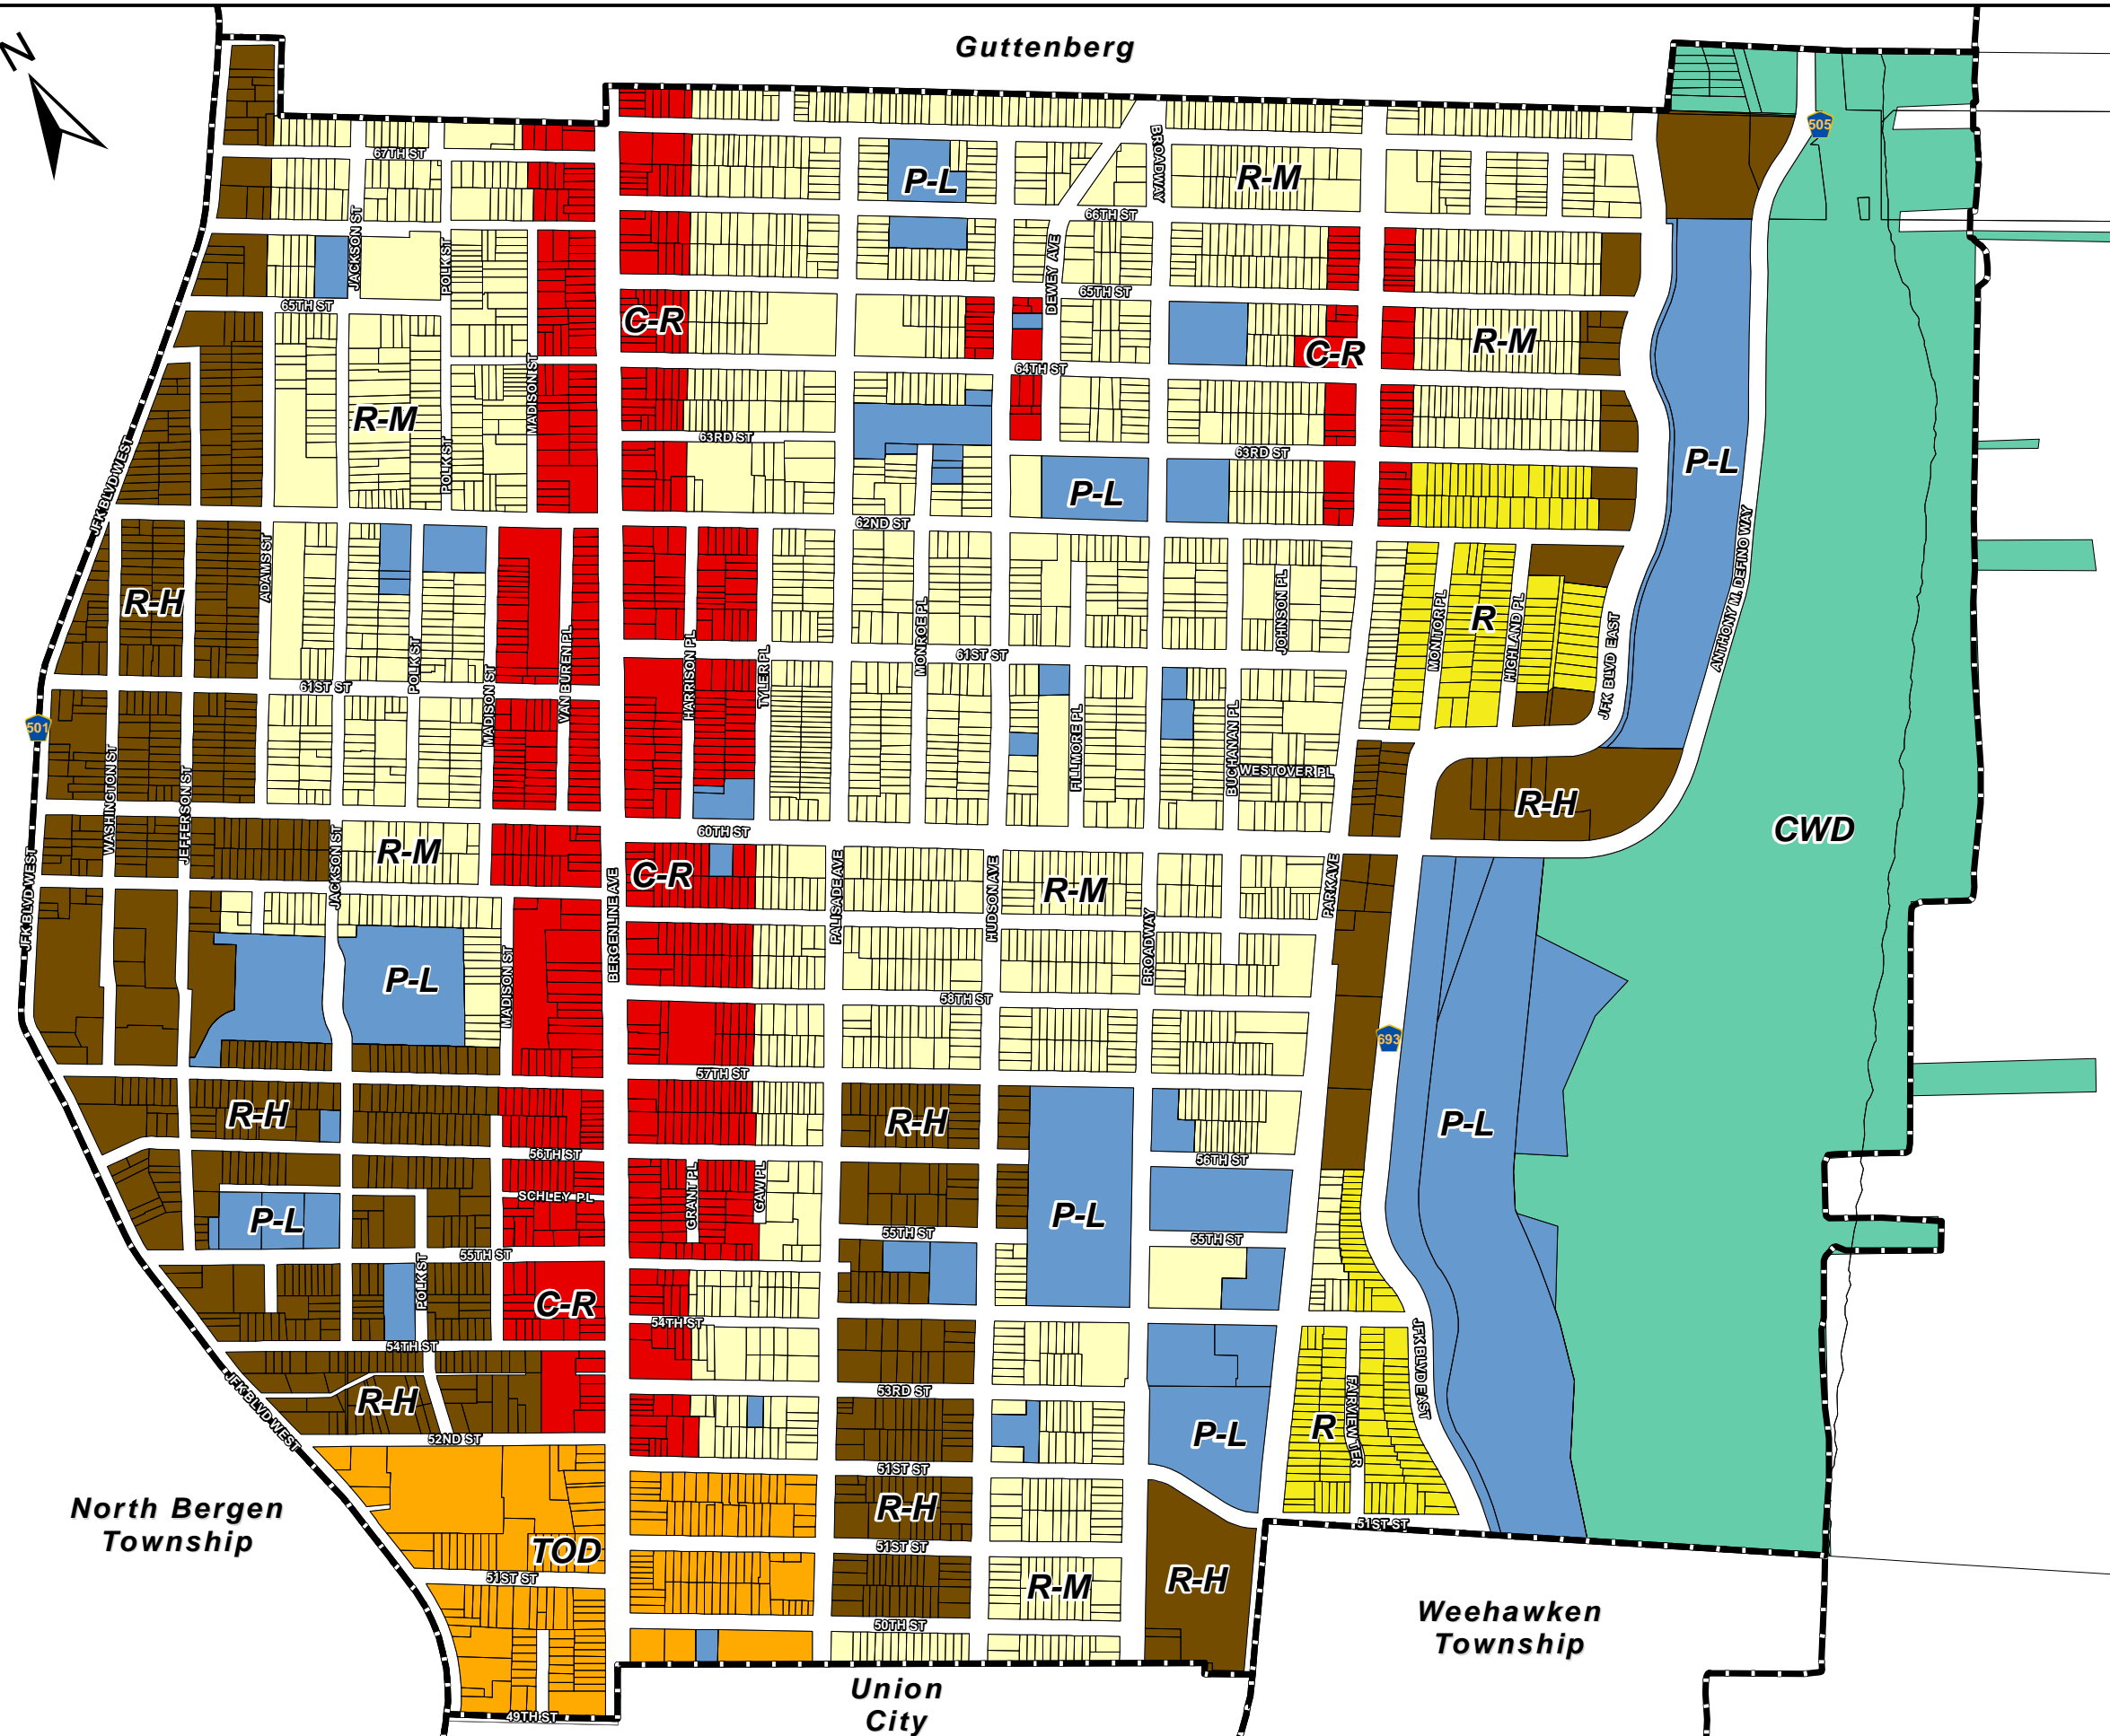 N
Guttenberg
505
67TH ST
BROADWAY
P-L
R-M
66TH ST
JACKSON ST
POLK ST
DEWEY AVE
65TH ST
65TH ST
C-R
C-R
R-M
64TH ST
MADISON ST
R-M
63RD ST
POLK ST
63RD ST
P-L
JFK BLVD WEST
P-L
62ND ST
ANTHONY M. DEFINO WAY
ADAMS ST
R-H
MONROE PL
JOHNSON PL
MONITOR PL
R
HIGHLAND PL
JFK BLVD EAST
POLK ST
VAN BUREN PL
HARRISON PL
TYLER PL
61ST ST
61ST ST
MADISON ST
501
FILLMORE PL
BUCHANAN PL
WESTOVER PL
WASHINGTON ST
JEFFERSON ST
R-H
60TH ST
CWD
JACKSON ST
R-M
C-R
R-M
JFK BLVD WEST
BERGENLINE AVE
PALISADE AVE
HUDSON AVE
BROADWAY
PARK AVE
P-L
MADISON ST
58TH ST
693
57TH ST
R-H
R-H
P-L
56TH ST
56TH ST
SCHLEY PL
GRANT PL
GAW PL
P-L
P-L
55TH ST
55TH ST
55TH ST
POLK ST
C-R
54TH ST
54TH ST
JFK BLVD EAST
JFK BLVD WEST
R-H
53RD ST
FAIRVIEW TER
R
P-L
52ND ST
51ST ST
North Bergen
Township
R-H
51ST ST
TOD
51ST ST
51ST ST
R-M
R-H
50TH ST
Weehawken
Township
Union
City
49TH ST